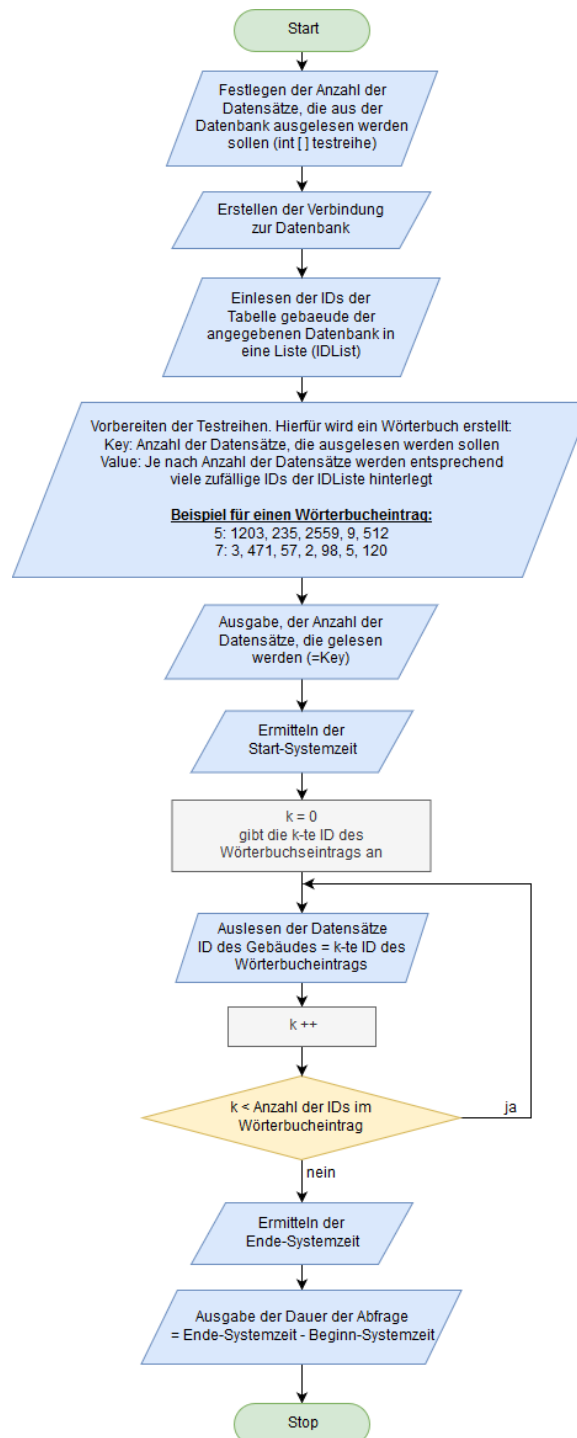 Start
Festlegen der Anzahl der
Datensätze, die aus der
Datenbank ausgelesen werden
sollen (int [ ] testreihe)
Erstellen der Verbindung
zur Datenbank
Einlesen der IDs der
Tabelle gebaeude der
angegebenen Datenbank in
eine Liste (IDList)
Vorbereiten der Testreihen. Hierfür wird ein Wörterbuch erstellt:
Key: Anzahl der Datensätze, die ausgelesen werden sollen
Value: Je nach Anzahl der Datensätze werden entsprechend
viele zufällige IDs der IDListe hinterlegt
Beispiel für einen Wörterbucheintrag:
5: 1203, 235, 2559, 9, 512
7: 3, 471, 57, 2, 98, 5, 120
Ausgabe, der Anzahl der
Datensätze, die gelesen
werden (=Key)
Ermitteln der
Start-Systemzeit
k = 0
gibt die k-te ID des
Wörterbuchseintrags an
Auslesen der Datensätze
ID des Gebäudes = k-te ID des
Wörterbucheintrags
k ++
k < Anzahl der IDs im
Wörterbucheintrag
ja
nein
Ermitteln der
Ende-Systemzeit
Ausgabe der Dauer der Abfrage
= Ende-Systemzeit - Beginn-Systemzeit
Stop